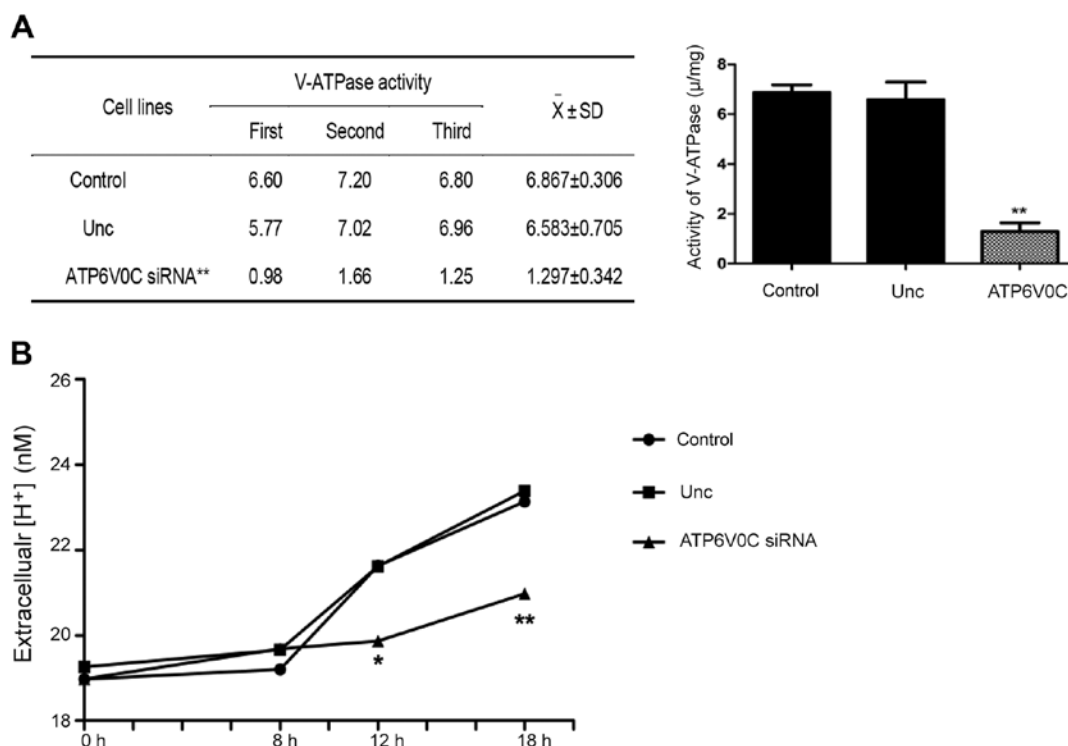 A
Cell lines V-ATPase activity X̄ ± SD
First Second Third
Control 6.60 7.20 6.80 6.867±0.306
Unc 5.77 7.02 6.96 6.583±0.705
ATP6V0C siRNA** 0.98 1.66 1.25 1.297±0.342
Activity of V-ATPase (μ/mg)
8
6
4
2
0
**
Control Unc ATP6V0C
B
Extracellualr [H⁺] (nM)
26
24
22
20
18
*
**
0 h 8 h 12 h 18 h
Control
Unc
ATP6V0C siRNA